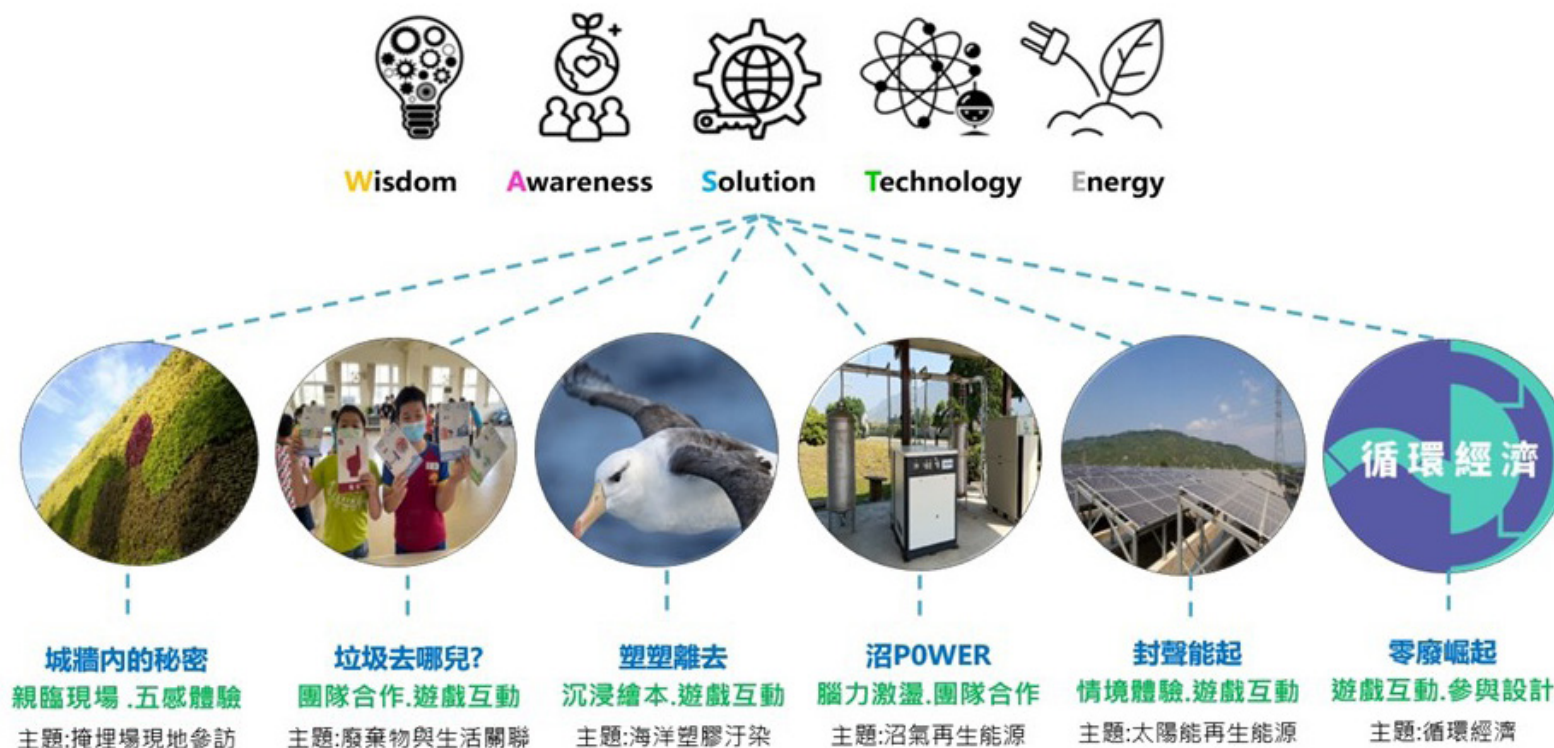 Wisdom Awareness Solution Technology Energy
循環經濟
城牆內的秘密
親臨現場.五感體驗
主題:掩埋場現地參訪
垃圾去哪兒?
團隊合作.遊戲互動
主題:廢棄物與生活關聯
塑塑離去
沉浸繪本.遊戲互動
主題:海洋塑膠汙染
沼P0WER
腦力激盪.團隊合作
主題:沼氣再生能源
封聲能起
情境體驗.遊戲互動
主題:太陽能再生能源
零廢崛起
遊戲互動.參與設計
主題:循環經濟